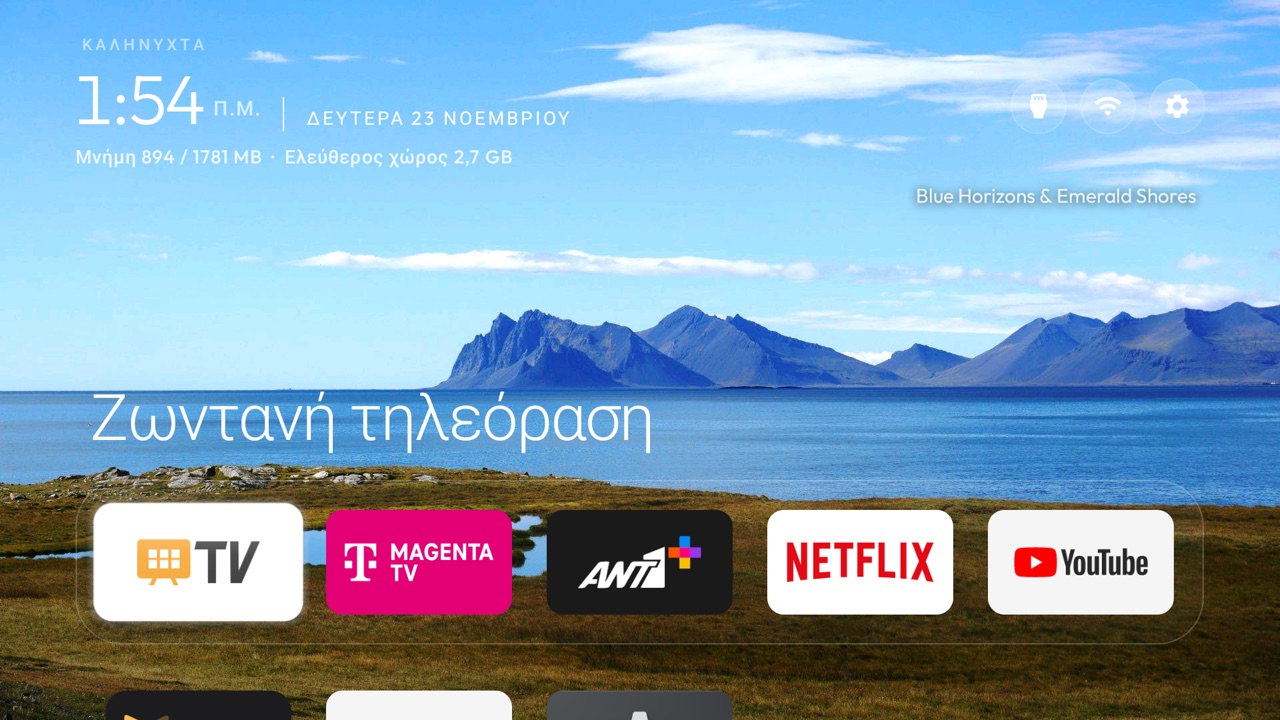 ΚΑΛΗΝΥΧΤΑ
1:54 Π.Μ.
ΔΕΥΤΕΡΑ 23 ΝΟΕΜΒΡΙΟΥ
Μνήμη 894 / 1781 MB · Ελεύθερος χώρος 2,7 GB
Blue Horizons & Emerald Shores
Ζωντανή τηλεόραση
TV
T MAGENTA TV
ANT1+
NETFLIX
YouTube